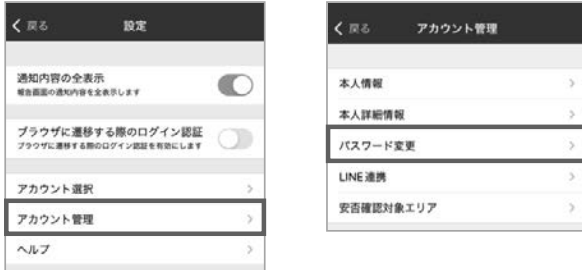 戻る
設定
通知内容の全表示
報告画面の通知内容を全表示します
ブラウザに遷移する際のログイン認証
ブラウザに遷移する際のログイン認証を有効にします
アカウント選択
アカウント管理
ヘルプ
戻る
アカウント管理
本人情報
本人詳細情報
パスワード変更
LINE連携
安否確認対象エリア